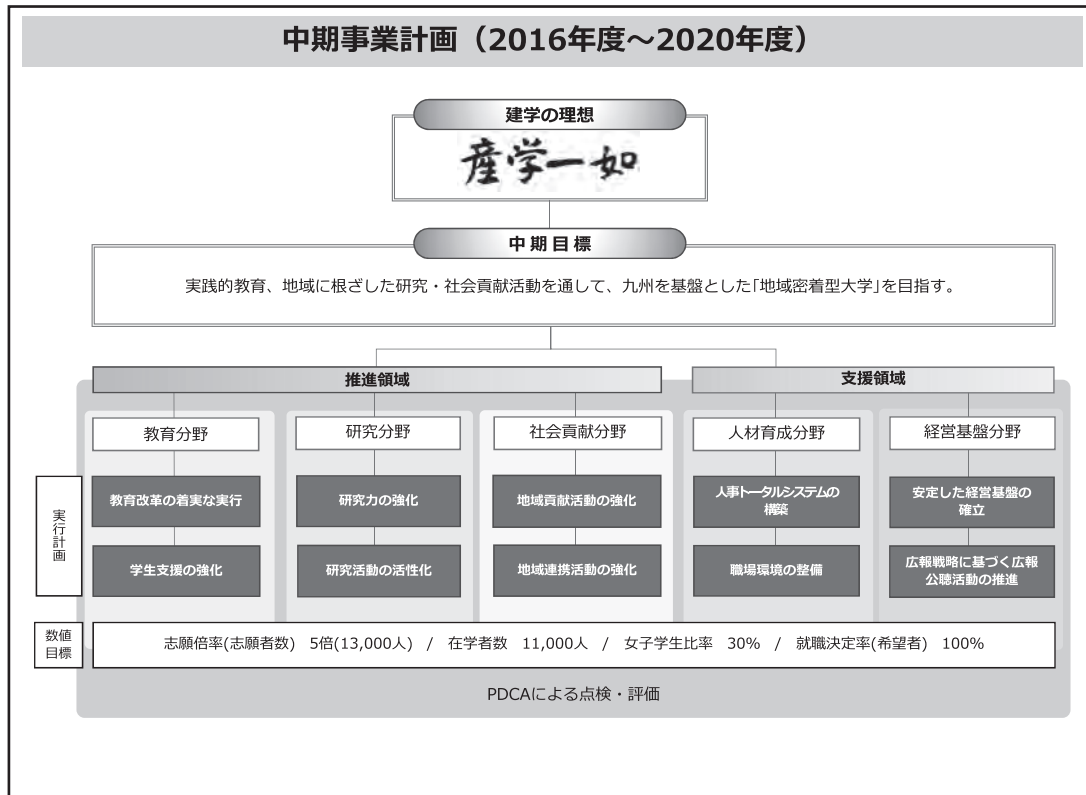 中期事業計画（2016年度～2020年度）
建学の理想
産学一如
中期目標
実践的教育、地域に根ざした研究・社会貢献活動を通して、九州を基盤とした｢地域密着型大学｣を目指す。
推進領域
支援領域
教育分野
研究分野
社会貢献分野
人材育成分野
経営基盤分野
実行計画
教育改革の着実な実行
研究力の強化
地域貢献活動の強化
人事トータルシステムの
構築
安定した経営基盤の
確立
学生支援の強化
研究活動の活性化
地域連携活動の強化
職場環境の整備
広報戦略に基づく広報
公聴活動の推進
数値
目標
志願倍率(志願者数)　5倍(13,000人)　/　在学者数　11,000人　/　女子学生比率　30%　/　就職決定率(希望者)　100%
PDCAによる点検・評価